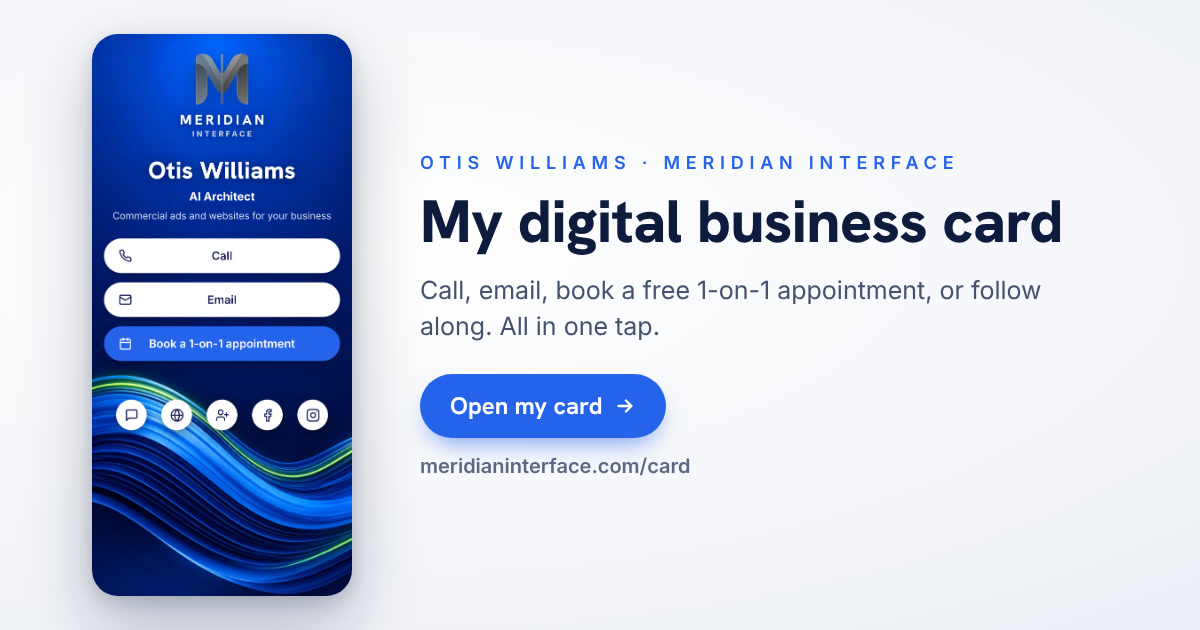 MERIDIAN
INTERFACE
Otis Williams
AI Architect
Commercial ads and websites for your business
Call
Email
Book a 1-on-1 appointment
OTIS WILLIAMS · MERIDIAN INTERFACE
My digital business card
Call, email, book a free 1-on-1 appointment, or follow
along. All in one tap.
Open my card →
meridianinterface.com/card